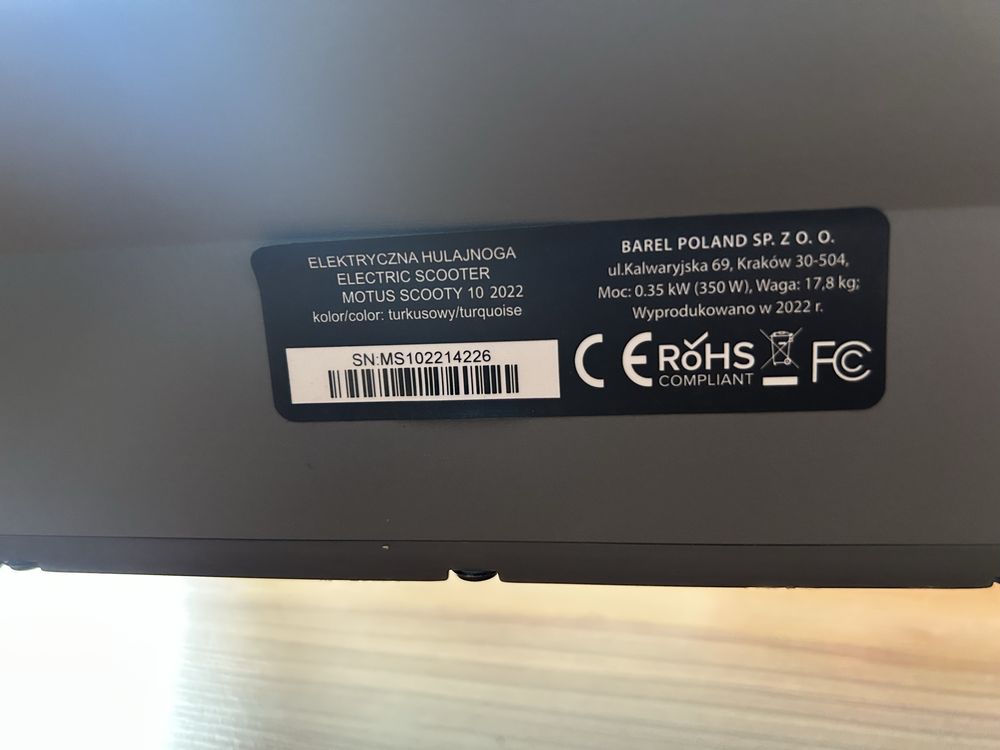 ELEKTRYCZNA HULAJNOGA
ELECTRIC SCOOTER
MOTUS SCOOTY 10 2022
kolor/color: turkusowy/turquoise
SN:MS102214226
BAREL POLAND SP. Z O. O.
ul.Kalwaryjska 69, Kraków 30-504,
Moc: 0.35 kW (350 W), Waga: 17,8 kg;
Wyprodukowano w 2022 r.
CE RoHS FC
COMPLIANT